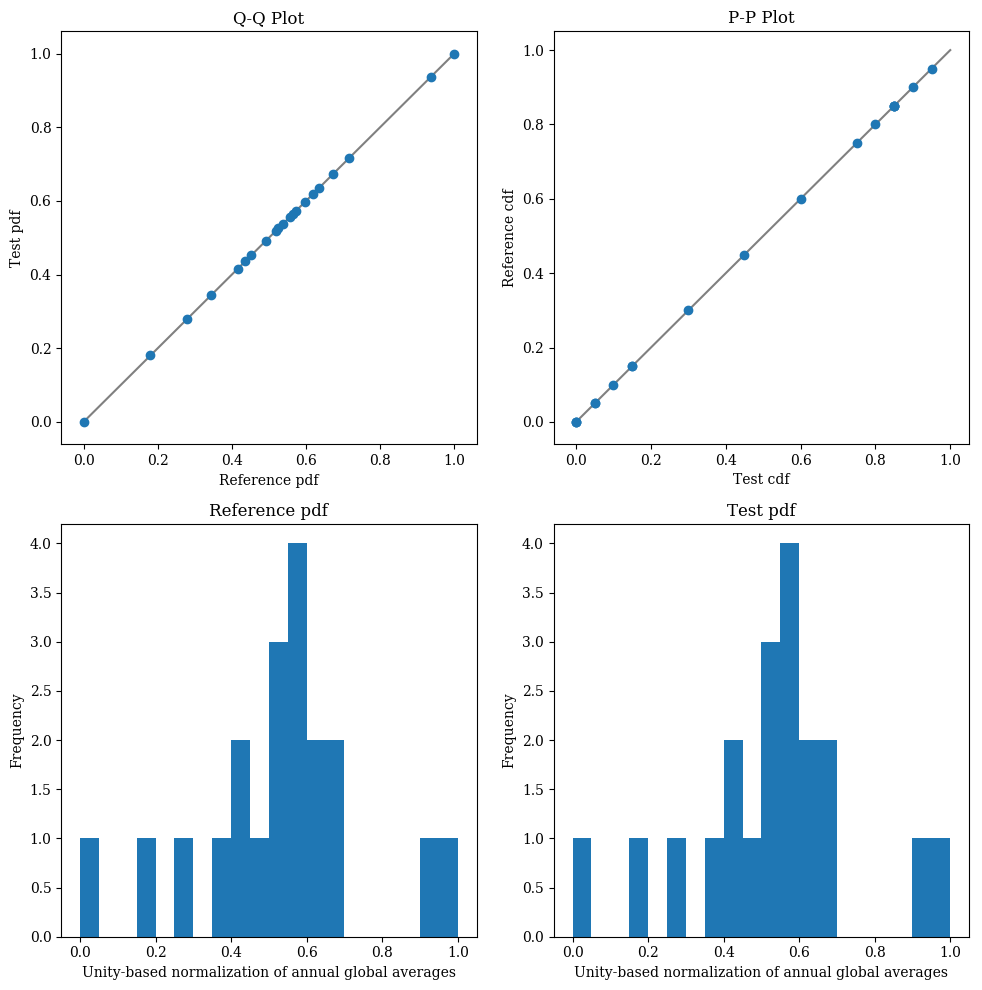 Q-Q Plot
1.0
0.8
0.6
0.4
0.2
0.0
Test pdf
0.0 0.2 0.4 0.6 0.8 1.0
Reference pdf
P-P Plot
1.0
0.8
0.6
0.4
0.2
0.0
Reference cdf
0.0 0.2 0.4 0.6 0.8 1.0
Test cdf
Reference pdf
4.0
3.5
3.0
2.5
2.0
1.5
1.0
0.5
0.0
Frequency
0.0 0.2 0.4 0.6 0.8 1.0
Unity-based normalization of annual global averages
Test pdf
4.0
3.5
3.0
2.5
2.0
1.5
1.0
0.5
0.0
Frequency
0.0 0.2 0.4 0.6 0.8 1.0
Unity-based normalization of annual global averages